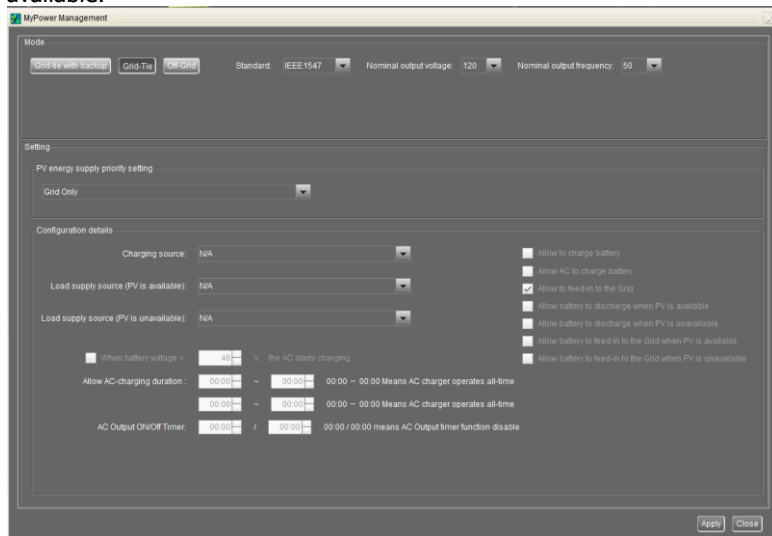 available.
MyPower Management
Mode
Grid-tie with backup Grid-Tie Off-Grid Standard: IEEE1547 Nominal output voltage: 120 Nominal output frequency: 50
Setting
PV energy supply priority setting
Grid Only
Configuration details
Charging source: N/A
Allow to charge battery
Allow AC to charge battery
Load supply source (PV is available): N/A
Allow to feed-in to the Grid
Allow battery to discharge when PV is available
Load supply source (PV is unavailable): N/A
Allow battery to discharge when PV is unavailable
Allow battery to feed-in to the Grid when PV is available
When battery voltage < 48 V, the AC starts charging
Allow battery to feed-in to the Grid when PV is unavailable
Allow AC-charging duration : 00:00 ~ 00:00 00:00 ~ 00:00 Means AC charger operates all-time
00:00 ~ 00:00 00:00 ~ 00:00 Means AC charger operates all-time
AC Output ON/Off Timer: 00:00 / 00:00 00:00 / 00:00 means AC Output timer function disable
Apply Close